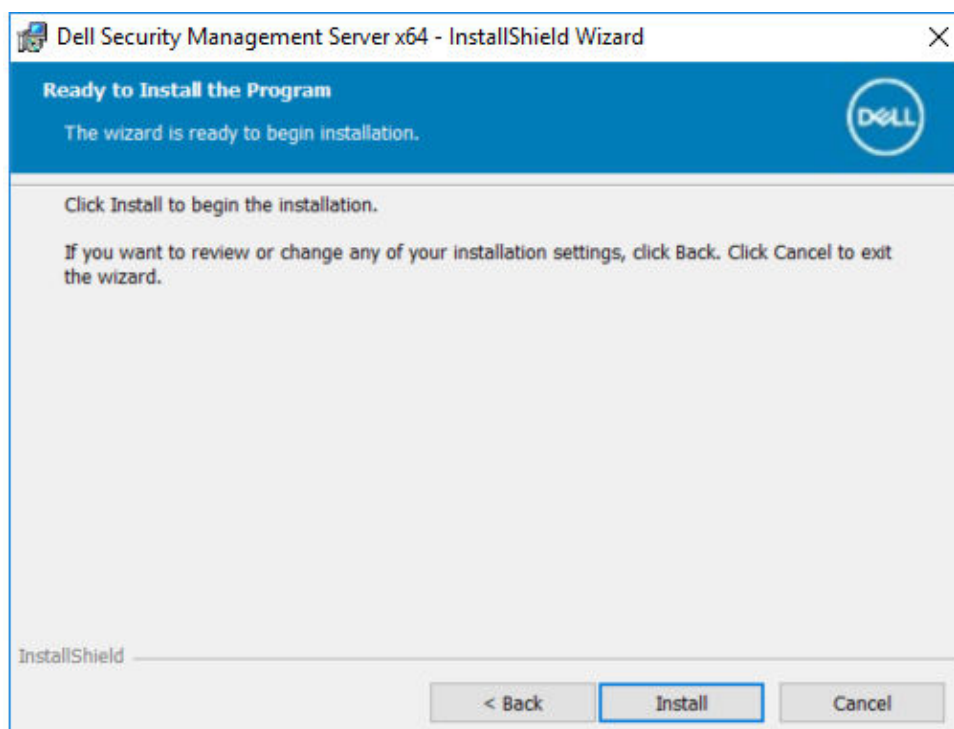 Dell Security Management Server x64 - InstallShield Wizard
Ready to Install the Program
The wizard is ready to begin installation.
DELL
Click Install to begin the installation.
If you want to review or change any of your installation settings, click Back. Click Cancel to exit
the wizard.
InstallShield
< Back
Install
Cancel